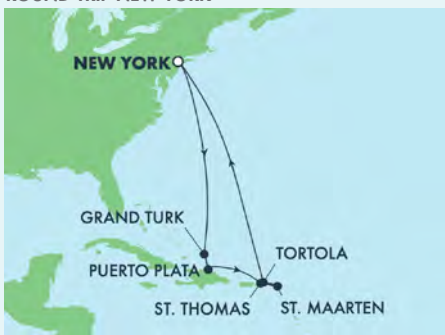 ROUND-TRIP NEW YORK
NEW YORK
GRAND TURK
PUERTO PLATA
TORTOLA
ST. THOMAS
ST. MAARTEN